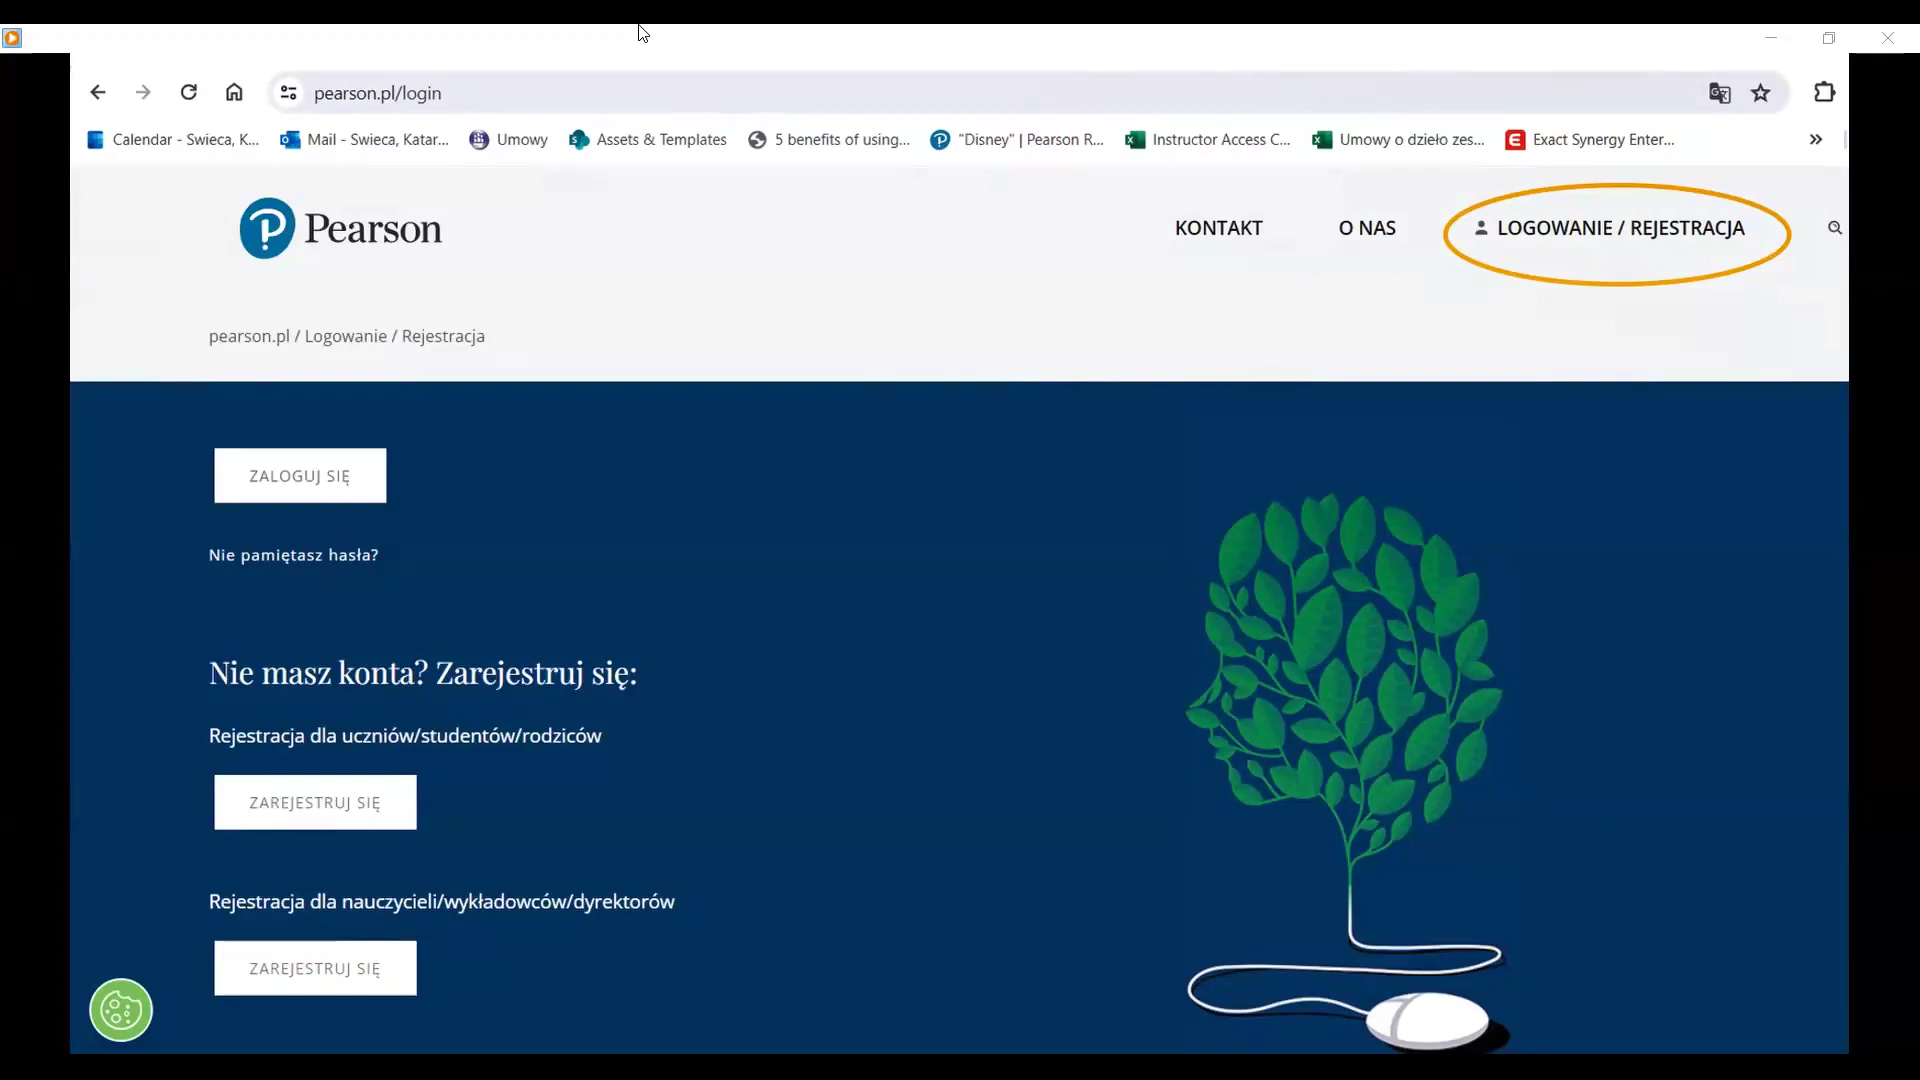 pearson.pl/login
Calendar - Swieca, K...
Mail - Swieca, Katar...
Umowy
Assets & Templates
5 benefits of using...
"Disney" | Pearson R...
Instructor Access C...
Umowy o dzieło zes...
Exact Synergy Enter...
Pearson
KONTAKT
O NAS
LOGOWANIE / REJESTRACJA
pearson.pl / Logowanie / Rejestracja
ZALOGUJ SIĘ
Nie pamiętasz hasła?
Nie masz konta? Zarejestruj się:
Rejestracja dla uczniów/studentów/rodziców
ZAREJESTRUJ SIĘ
Rejestracja dla nauczycieli/wykładowców/dyrektorów
ZAREJESTRUJ SIĘ